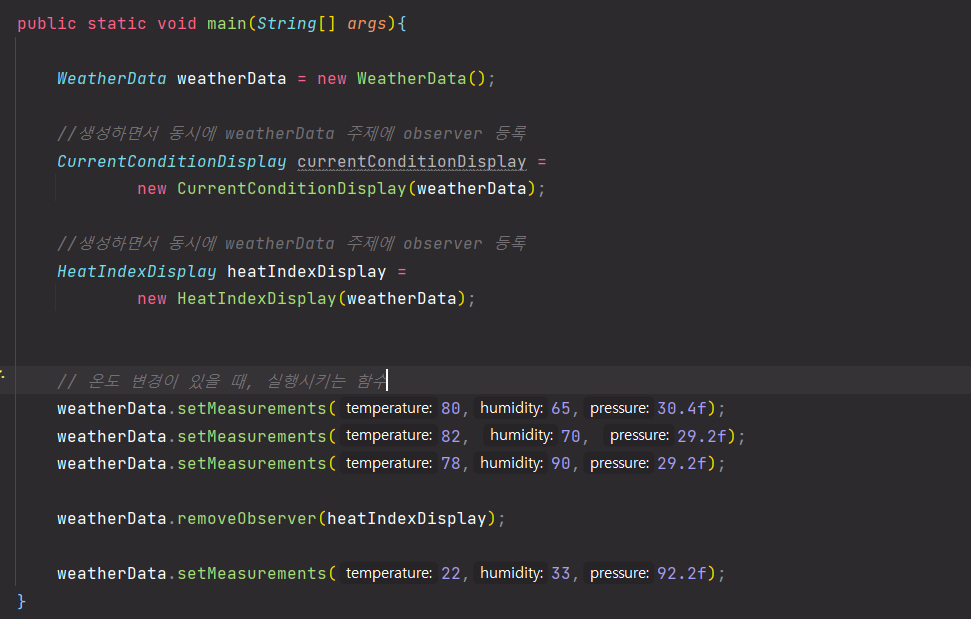 public static void main(String[] args){
WeatherData weatherData = new WeatherData();
//생성하면서 동시에 weatherData 주제에 observer 등록
CurrentConditionDisplay currentConditionDisplay =
new CurrentConditionDisplay(weatherData);
//생성하면서 동시에 weatherData 주제에 observer 등록
HeatIndexDisplay heatIndexDisplay =
new HeatIndexDisplay(weatherData);
// 온도 변경이 있을 때, 실행시키는 함수
weatherData.setMeasurements( temperature: 80, humidity: 65, pressure: 30.4f);
weatherData.setMeasurements( temperature: 82, humidity: 70, pressure: 29.2f);
weatherData.setMeasurements( temperature: 78, humidity: 90, pressure: 29.2f);
weatherData.removeObserver(heatIndexDisplay);
weatherData.setMeasurements( temperature: 22, humidity: 33, pressure: 92.2f);
}